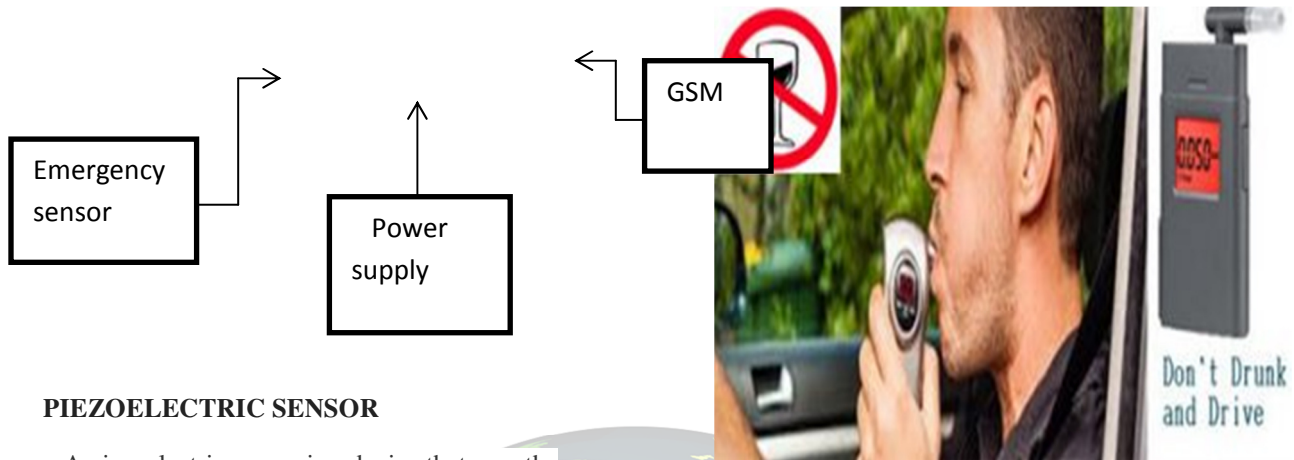 GSM
Emergency
sensor
Power
supply
Don't Drunk
and Drive
PIEZOELECTRIC SENSOR